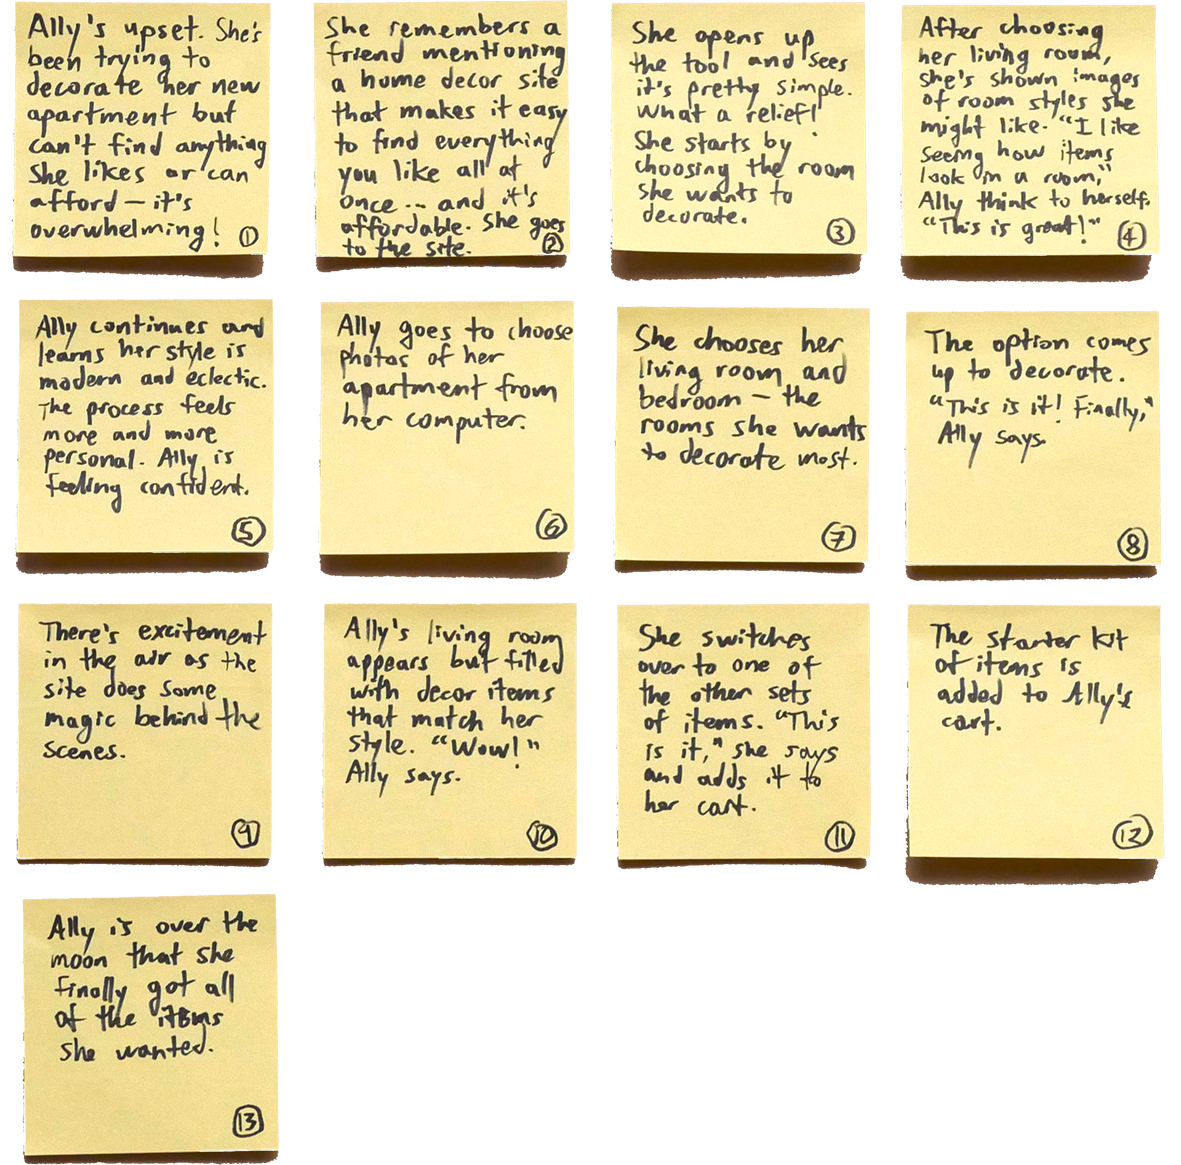 Ally's upset. She's
been trying to
decorate her new
apartment but
can't find anything
she likes or can
afford — it's
overwhelming!
1
She remembers a
friend mentioning
a home decor site
that makes it easy
to find everything
you like all at
once... and it's
affordable. She goes
to the site.
2
She opens up
the tool and sees
it's pretty simple.
What a relief!
She starts by
choosing the room
she wants to
decorate.
3
After choosing
her living room,
she's shown images
of room styles she
might like. "I like
seeing how items
look in a room,"
Ally think to herself.
"This is great!"
4
Ally continues and
learns her style is
modern and eclectic.
The process feels
more and more
personal. Ally is
feeling confident.
5
Ally goes to choose
photos of her
apartment from
her computer.
6
She chooses her
living room and
bedroom — the
rooms she wants
to decorate most.
7
The option comes
up to decorate.
"This is it! Finally,"
Ally says.
8
There's excitement
in the air as the
site does some
magic behind the
scenes.
9
Ally's living room
appears but filled
with decor items
that match her
style. "Wow!"
Ally says.
10
She switches
over to one of
the other sets
of items. "This
is it," she says
and adds it to
her cart.
11
The starter kit
of items is
added to Ally's
cart.
12
Ally is over the
moon that she
finally got all
of the items
she wanted.
13